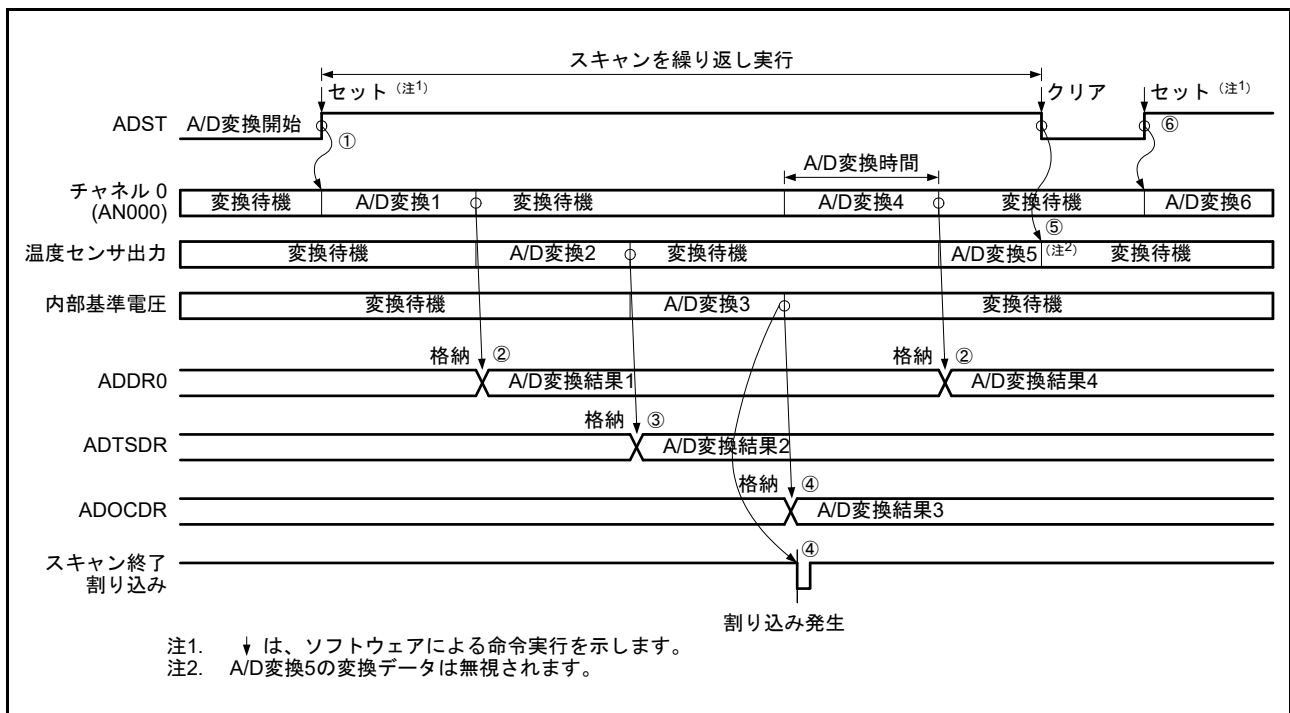 スキャンを繰り返し実行
セット（注1） クリア セット（注1）
ADST A/D変換開始 ① ⑥
A/D変換時間
チャネル 0
(AN000)
変換待機 A/D変換1 変換待機 A/D変換4 変換待機 A/D変換6
⑤
温度センサ出力 変換待機 A/D変換2 変換待機 A/D変換5 （注2） 変換待機
内部基準電圧 変換待機 A/D変換3 変換待機
格納 ② 格納 ②
ADDR0 A/D変換結果1 A/D変換結果4
格納 ③
ADTSDR A/D変換結果2
格納 ④
ADOCDR A/D変換結果3
スキャン終了
割り込み
④
割り込み発生
注1. ↓ は、ソフトウェアによる命令実行を示します。
注2. A/D変換5の変換データは無視されます。